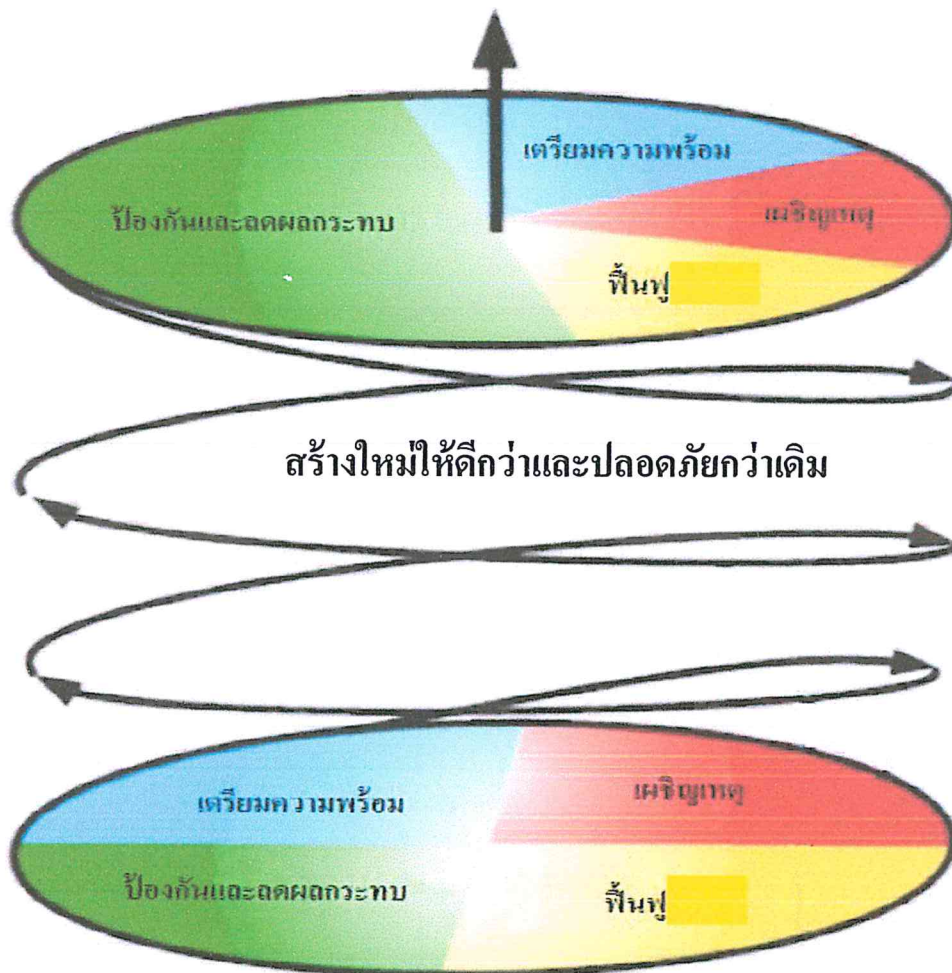 เตรียมความพร้อม
ป้องกันและลดผลกระทบ
เผชิญเหตุ
ฟื้นฟู
สร้างใหม่ให้ดีกว่าและปลอดภัยกว่าเดิม
เตรียมความพร้อม
เผชิญเหตุ
ป้องกันและลดผลกระทบ
ฟื้นฟู